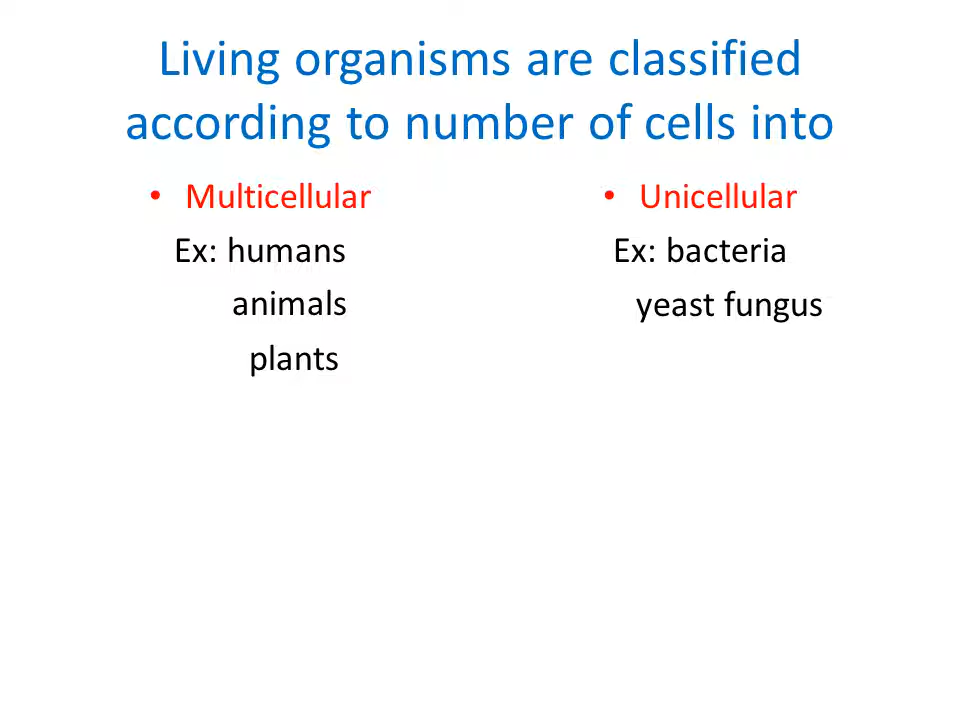 Living organisms are classified
according to number of cells into
• Multicellular
Ex: humans
animals
plants
• Unicellular
Ex: bacteria
yeast fungus